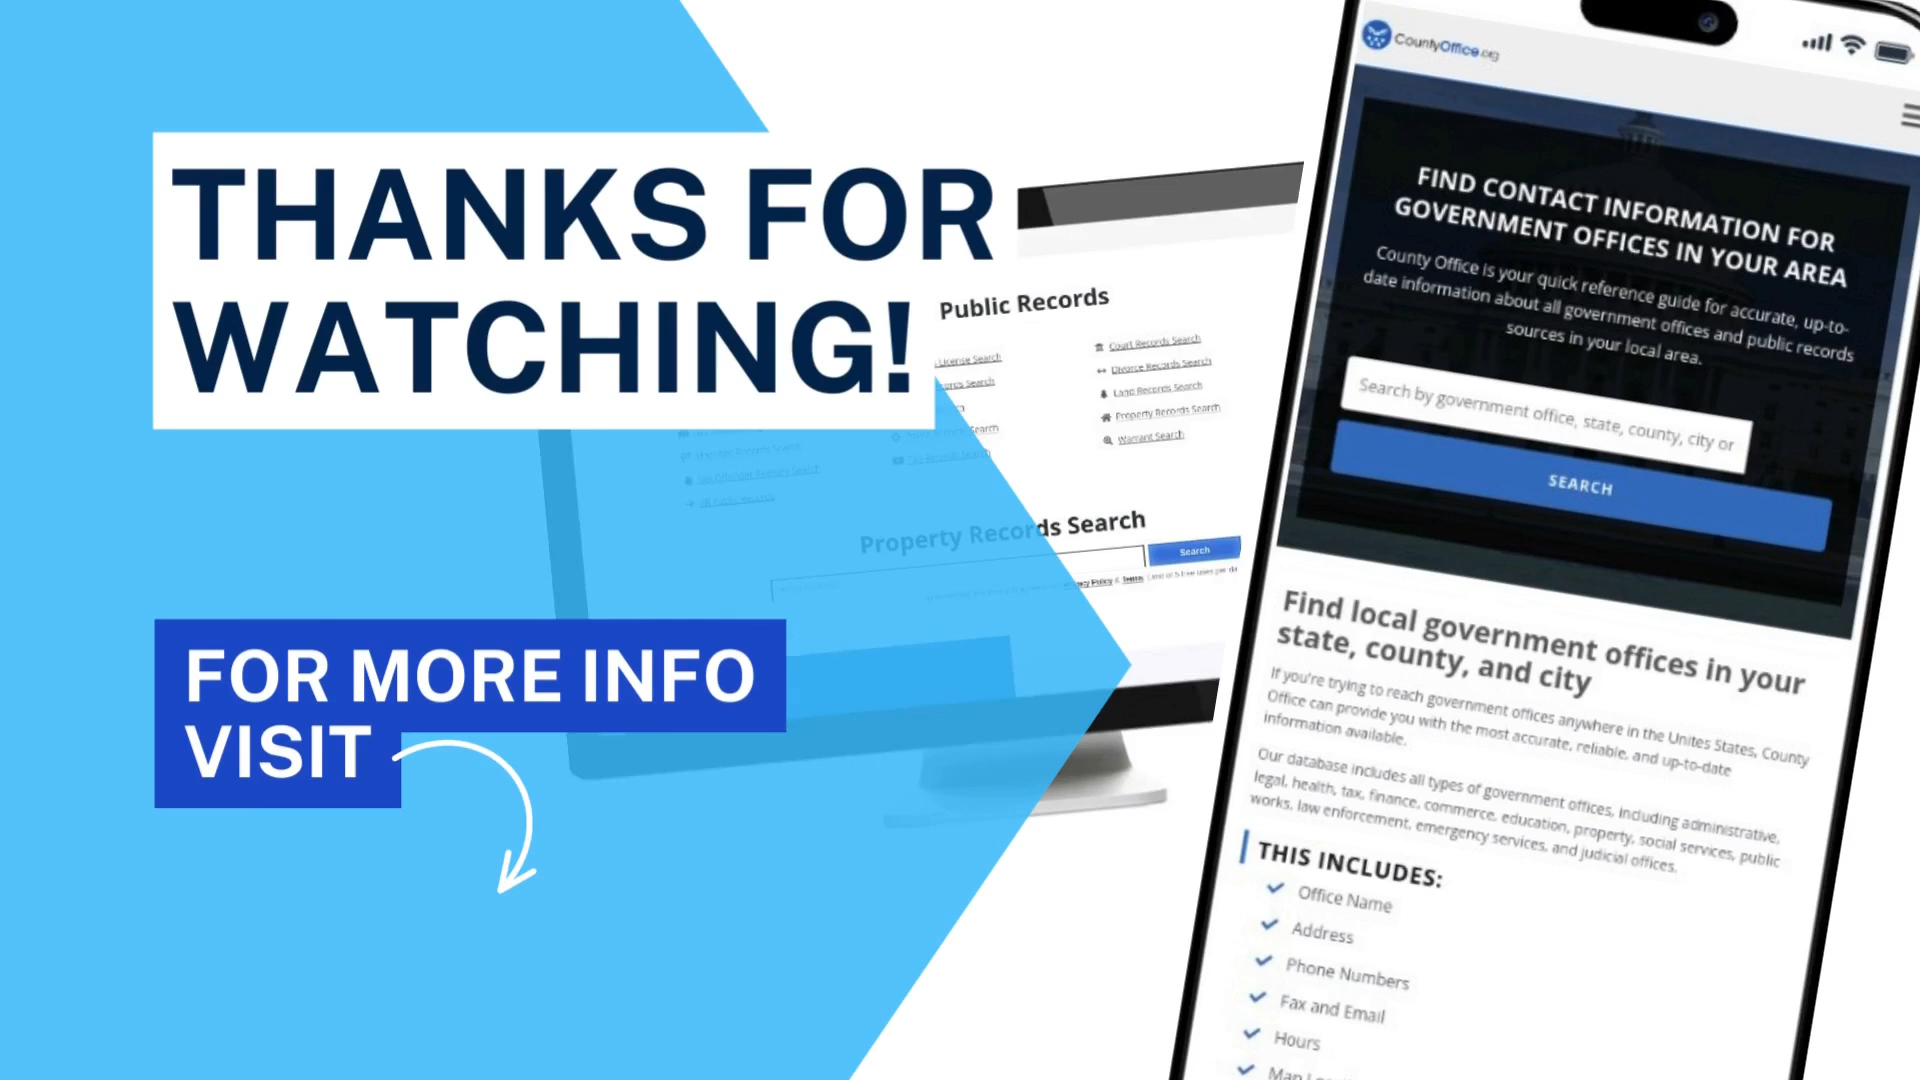 THANKS FOR
WATCHING!
FOR MORE INFO
VISIT
Public Records
License Search
Search
Search
Court Records Search
Divorce Records Search
Land Records Search
Property Records Search
Warrant Search
Property Records Search
Search
Privacy Policy & Terms
CountyOffice.org
FIND CONTACT INFORMATION FOR
GOVERNMENT OFFICES IN YOUR AREA
County Office is your quick reference guide for accurate, up-to-
date information about all government offices and public records
sources in your local area.
Search by government office, state, county, city or
SEARCH
Find local government offices in your
state, county, and city
If you're trying to reach government offices anywhere in the Unites States, County
Office can provide you with the most accurate, reliable, and up-to-date
information available.
Our database includes all types of government offices, including administrative,
legal, health, tax, finance, commerce, education, property, social services, public
works, law enforcement, emergency services, and judicial offices.
THIS INCLUDES:
Office Name
Address
Phone Numbers
Fax and Email
Hours